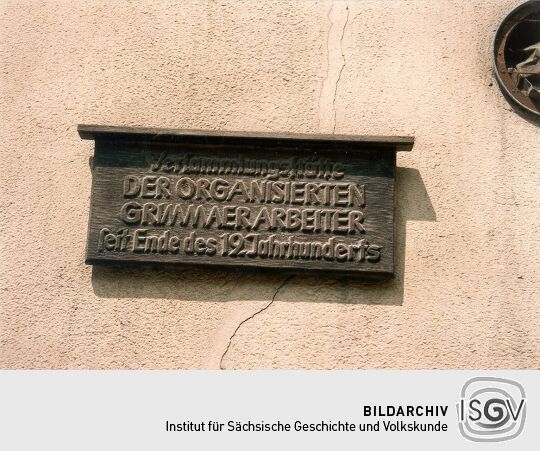 Versammlungsstätte
DER ORGANISIERTEN
GRIMMAER ARBEITER
seit Ende des 19. Jahrhunderts
BILDARCHIV
Institut für Sächsische Geschichte und Volkskunde
ISGV